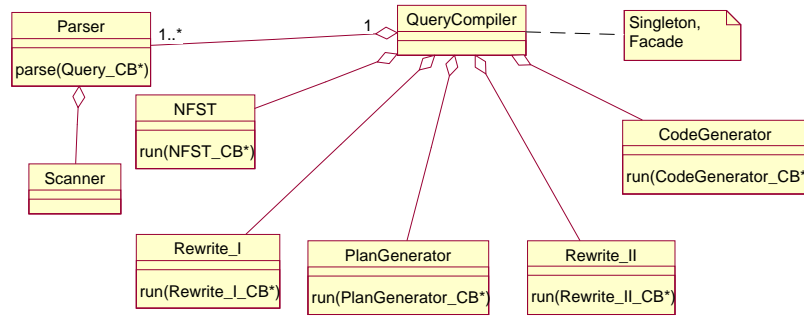 Parser
parse(Query_CB*)
1..*
1
QueryCompiler
Singleton,
Facade
NFST
run(NFST_CB*)
CodeGenerator
run(CodeGenerator_CB*
Scanner
Rewrite_I
run(Rewrite_I_CB*)
PlanGenerator
run(PlanGenerator_CB*)
Rewrite_II
run(Rewrite_II_CB*)